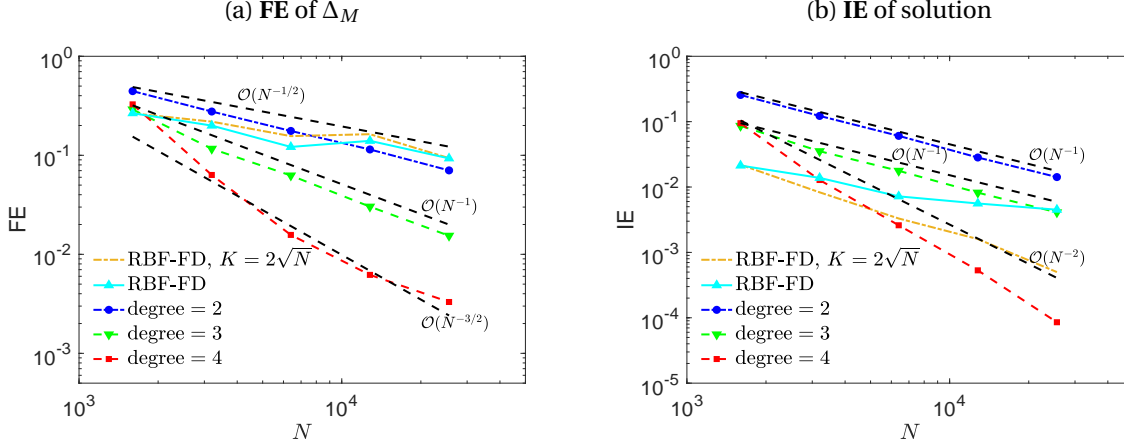 (a) FE of Δ_M
10^0
10^{-1}
10^{-2}
10^{-3}
FE
O(N^{-1/2})
O(N^{-1})
O(N^{-3/2})
RBF-FD, K = 2√N
RBF-FD
degree = 2
degree = 3
degree = 4
10^3
10^4
N
(b) IE of solution
10^0
10^{-1}
10^{-2}
10^{-3}
10^{-4}
10^{-5}
IE
O(N^{-1})
O(N^{-1})
O(N^{-2})
RBF-FD, K = 2√N
RBF-FD
degree = 2
degree = 3
degree = 4
10^3
10^4
N